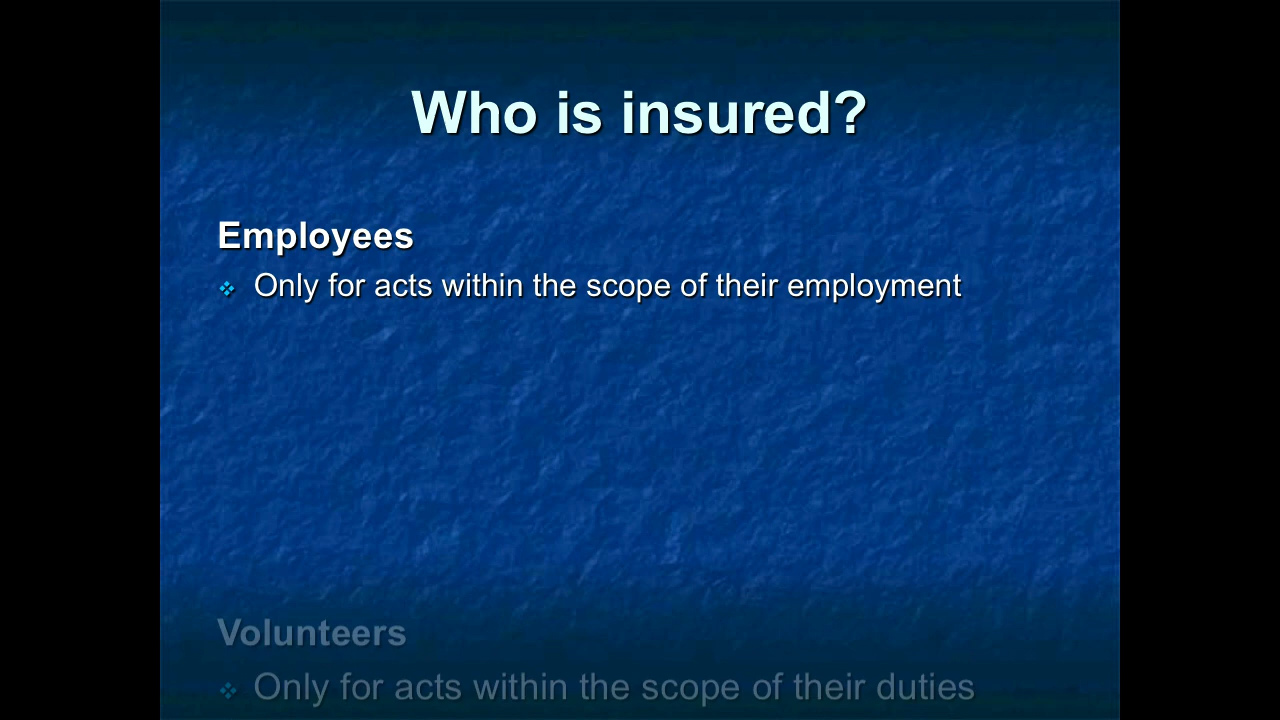 Who is insured?
Employees
❖ Only for acts within the scope of their employment
Volunteers
❖ Only for acts within the scope of their duties